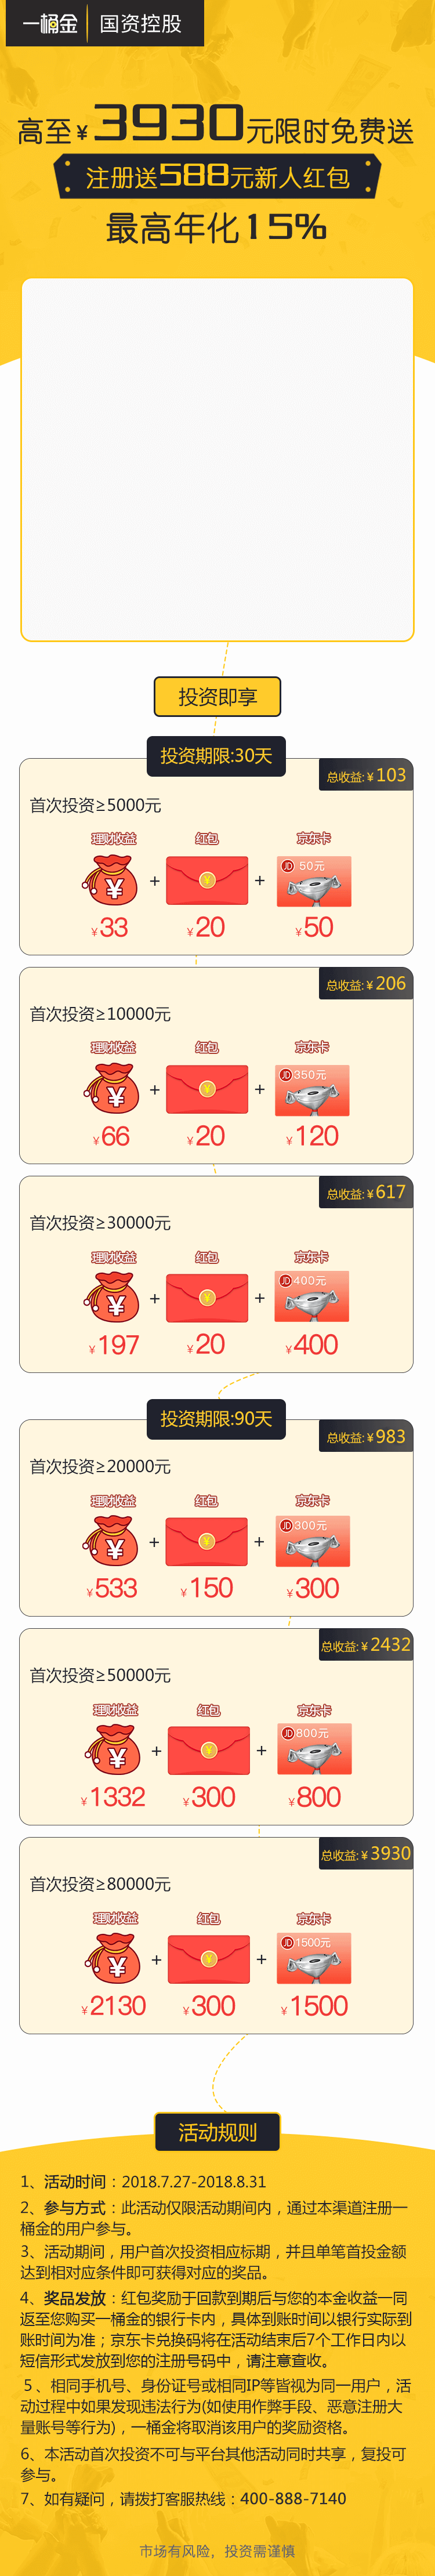 一桶金 国资控股
高至¥3930元限时免费送
注册送588元新人红包
最高年化15%
投资即享
投资期限:30天
总收益:¥103
首次投资≥5000元
理财收益 红包 京东卡
¥ + ¥ + JD 50元
¥33 ¥20 ¥50
总收益:¥206
首次投资≥10000元
理财收益 红包 京东卡
¥ + ¥ + JD 350元
¥66 ¥20 ¥120
总收益:¥617
首次投资≥30000元
理财收益 红包 京东卡
¥ + ¥ + JD 400元
¥197 ¥20 ¥400
投资期限:90天
总收益:¥983
首次投资≥20000元
理财收益 红包 京东卡
¥ + ¥ + JD 300元
¥533 ¥150 ¥300
总收益:¥2432
首次投资≥50000元
理财收益 红包 京东卡
¥ + ¥ + JD 800元
¥1332 ¥300 ¥800
总收益:¥3930
首次投资≥80000元
理财收益 红包 京东卡
¥ + ¥ + JD 1500元
¥2130 ¥300 ¥1500
活动规则
1、活动时间：2018.7.27-2018.8.31
2、参与方式：此活动仅限活动期间内，通过本渠道注册一
桶金的用户参与。
3、活动期间，用户首次投资相应标期，并且单笔首投金额
达到相对应条件即可获得对应的奖品。
4、奖品发放：红包奖励于回款到期后与您的本金收益一同
返至您购买一桶金的银行卡内，具体到账时间以银行实际到
账时间为准；京东卡兑换码将在活动结束后7个工作日内以
短信形式发放到您的注册号码中，请注意查收。
5、相同手机号、身份证号或相同IP等皆视为同一用户，活
动过程中如果发现违法行为(如使用作弊手段、恶意注册大
量账号等行为)，一桶金将取消该用户的奖励资格。
6、本活动首次投资不可与平台其他活动同时共享，复投可
参与。
7、如有疑问，请拨打客服热线：400-888-7140
市场有风险，投资需谨慎